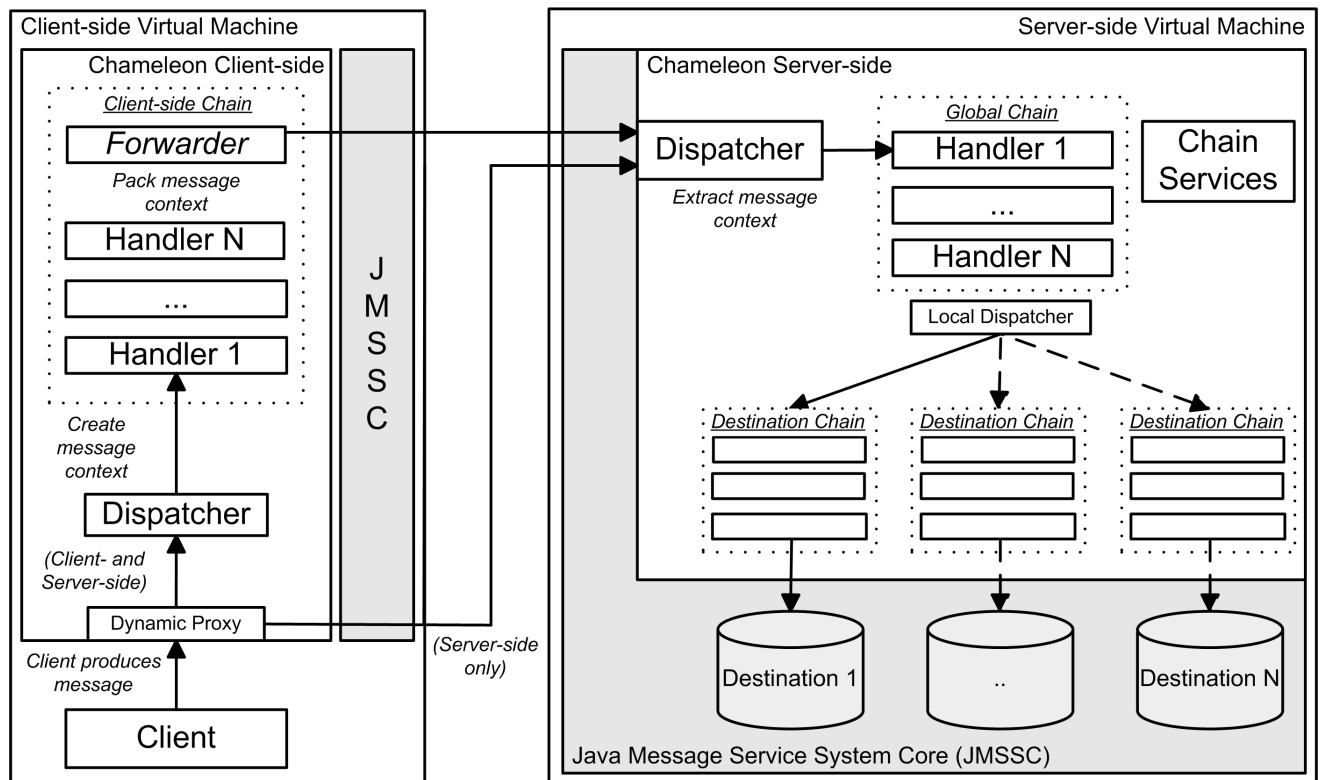 Client-side Virtual Machine
Chameleon Client-side
Client-side Chain
Forwarder
Pack message
context
Handler N
...
Handler 1
Create
message
context
Dispatcher
(Client- and
Server-side)
Dynamic Proxy
Client produces
message
Client
J
M
S
S
C
(Server-side
only)
Server-side Virtual Machine
Chameleon Server-side
Dispatcher
Extract message
context
Global Chain
Handler 1
...
Handler N
Chain
Services
Local Dispatcher
Destination Chain
Destination Chain
Destination Chain
Destination 1
..
Destination N
Java Message Service System Core (JMSSC)